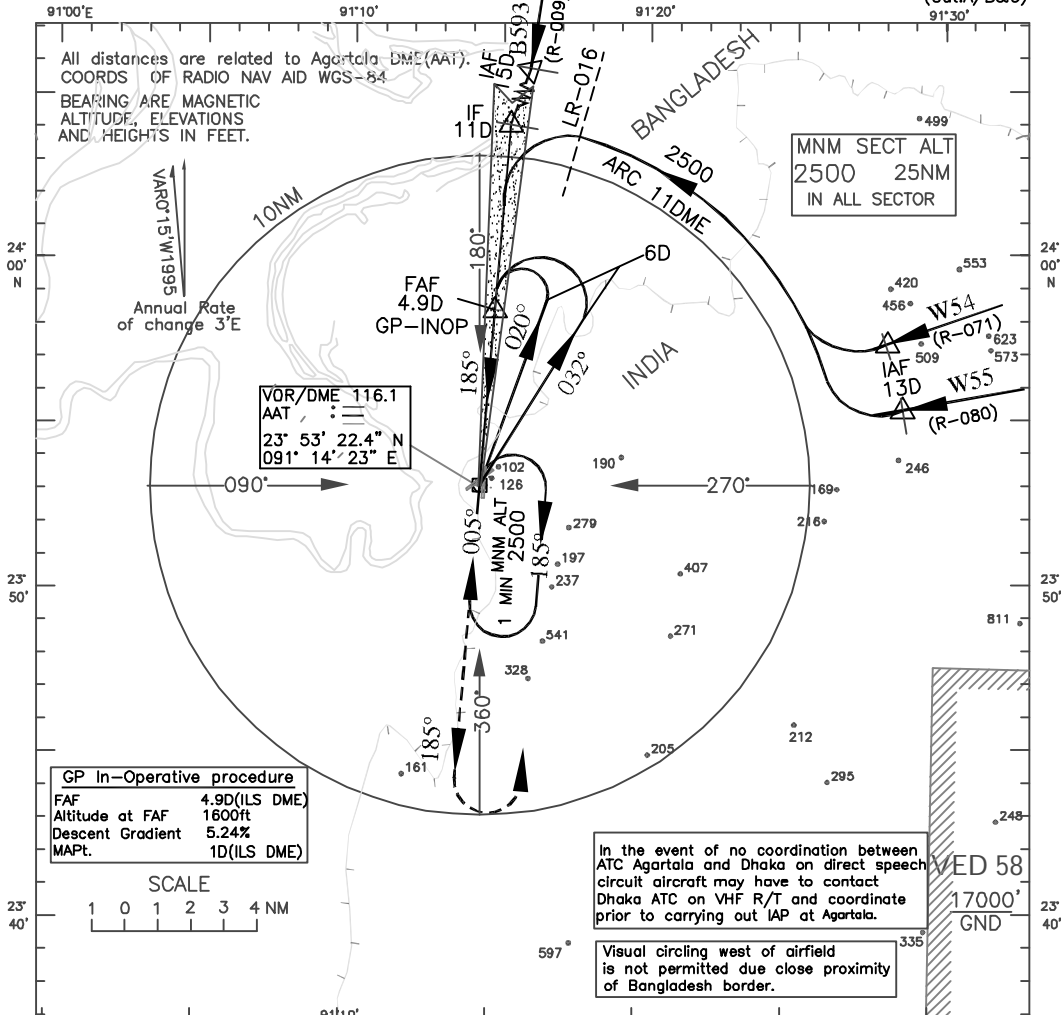 91°00'E
91°10'
91°20'
91°30'
All distances are related to Agartala DME(AAT).
COORDS OF RADIO NAV AID WGS-84
BEARING ARE MAGNETIC
ALTITUDE, ELEVATIONS
AND HEIGHTS IN FEET.
IAF
15D
B593
(R-009
IF
11D
LR-016
BANGLADESH
499
MNM SECT ALT
2500 25NM
IN ALL SECTOR
2500
ARC 11DME
VAR0°15'W1995
Annual Rate
of change 3'E
10NM
180°
24°
00'
N
24°
00'
N
FAF
4.9D
GP-INOP
6D
020°
032°
185°
INDIA
553
420
456
W54
(R-071)
623
573
509
IAF
13D
W55
(R-080)
246
VOR/DME 116.1
AAT
23° 53' 22.4" N
091° 14' 23" E
102
126
190
090°
270°
169
216
005°
1 MIN MNM ALT
2500
185°
279
197
237
407
271
541
328
23°
50'
23°
50'
811
360°
185°
161
205
212
295
248
GP In-Operative procedure
FAF 4.9D(ILS DME)
Altitude at FAF 1600ft
Descent Gradient 5.24%
MAPt. 1D(ILS DME)
SCALE
1 0 1 2 3 4 NM
In the event of no coordination between
ATC Agartala and Dhaka on direct speech
circuit aircraft may have to contact
Dhaka ATC on VHF R/T and coordinate
prior to carrying out IAP at Agartala.
VED 58
17000'
GND
23°
40'
23°
40'
335
597
Visual circling west of airfield
is not permitted due close proximity
of Bangladesh border.